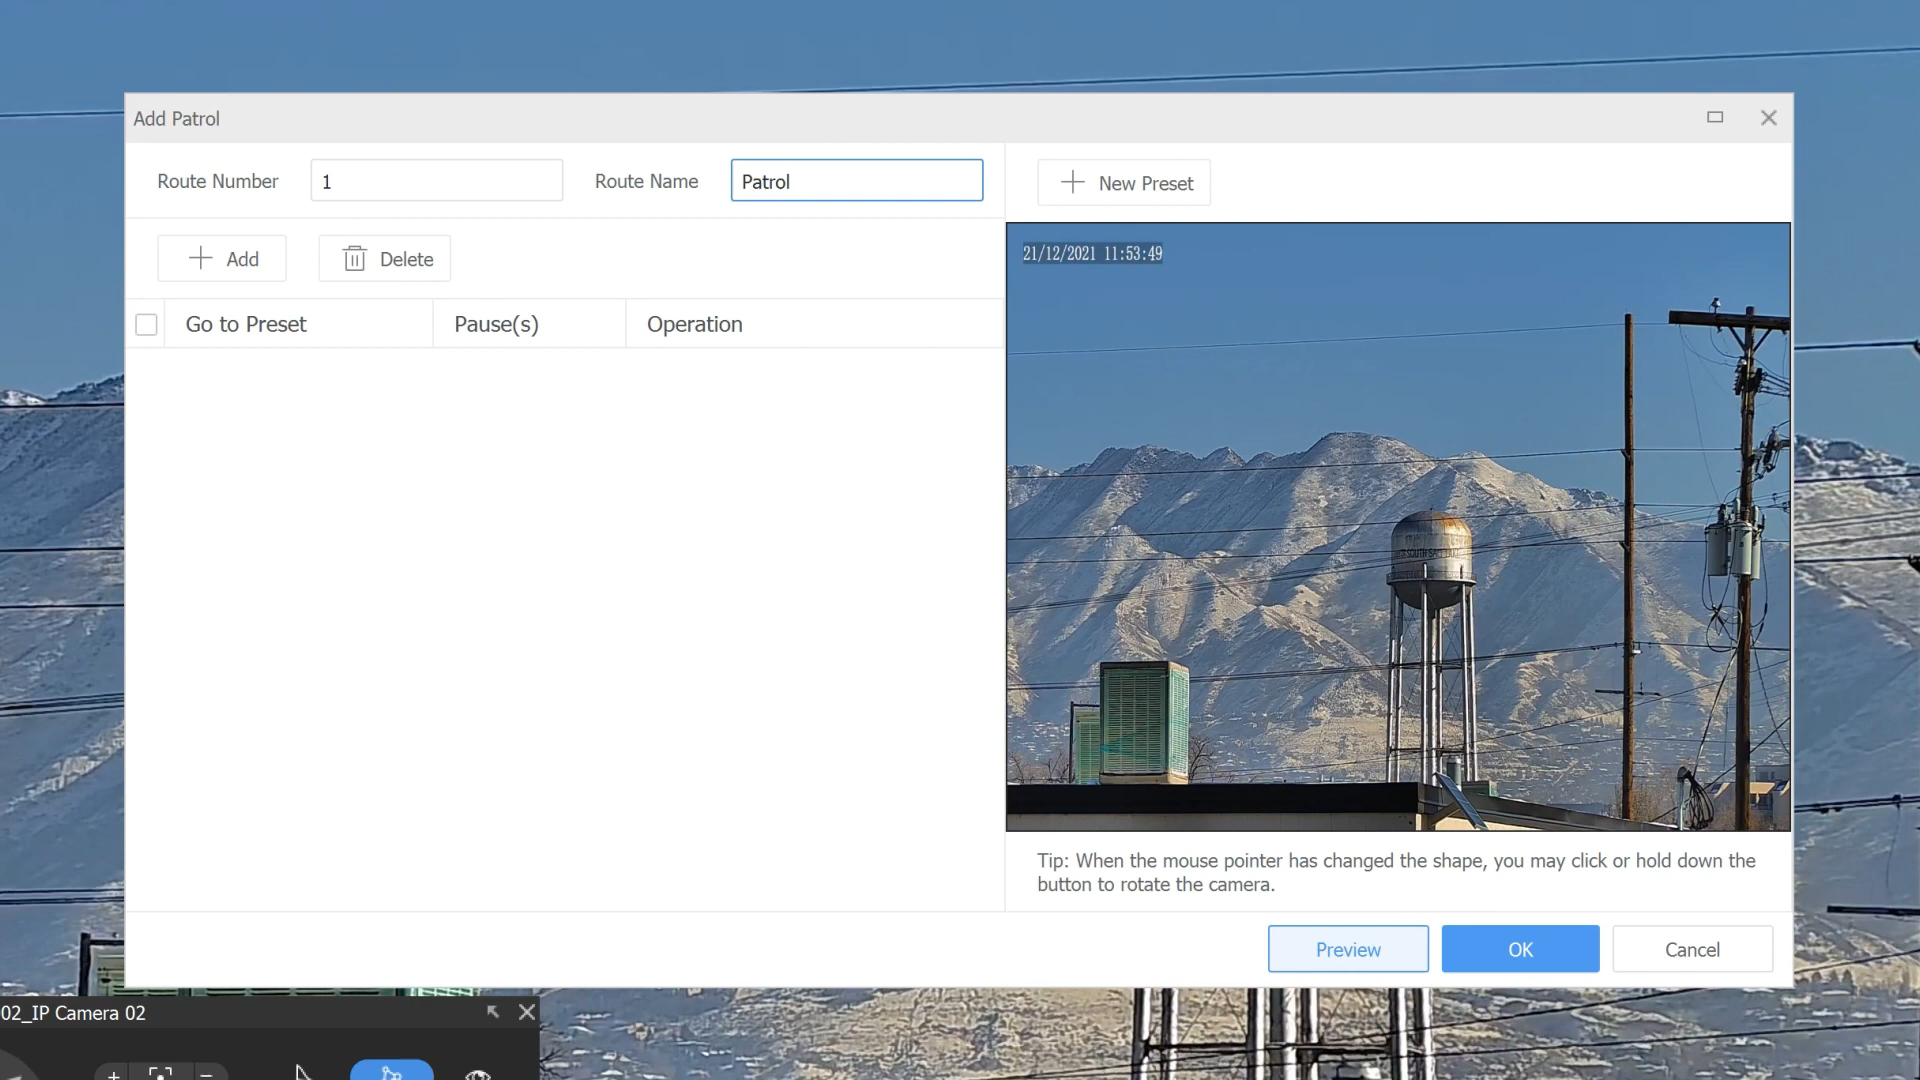 Add Patrol
Route Number
1
Route Name
Patrol
New Preset
Add
Delete
21/12/2021 11:53:49
Go to Preset
Pause(s)
Operation
SOUTH SA
Tip: When the mouse pointer has changed the shape, you may click or hold down the
button to rotate the camera.
Preview
OK
Cancel
02_IP Camera 02